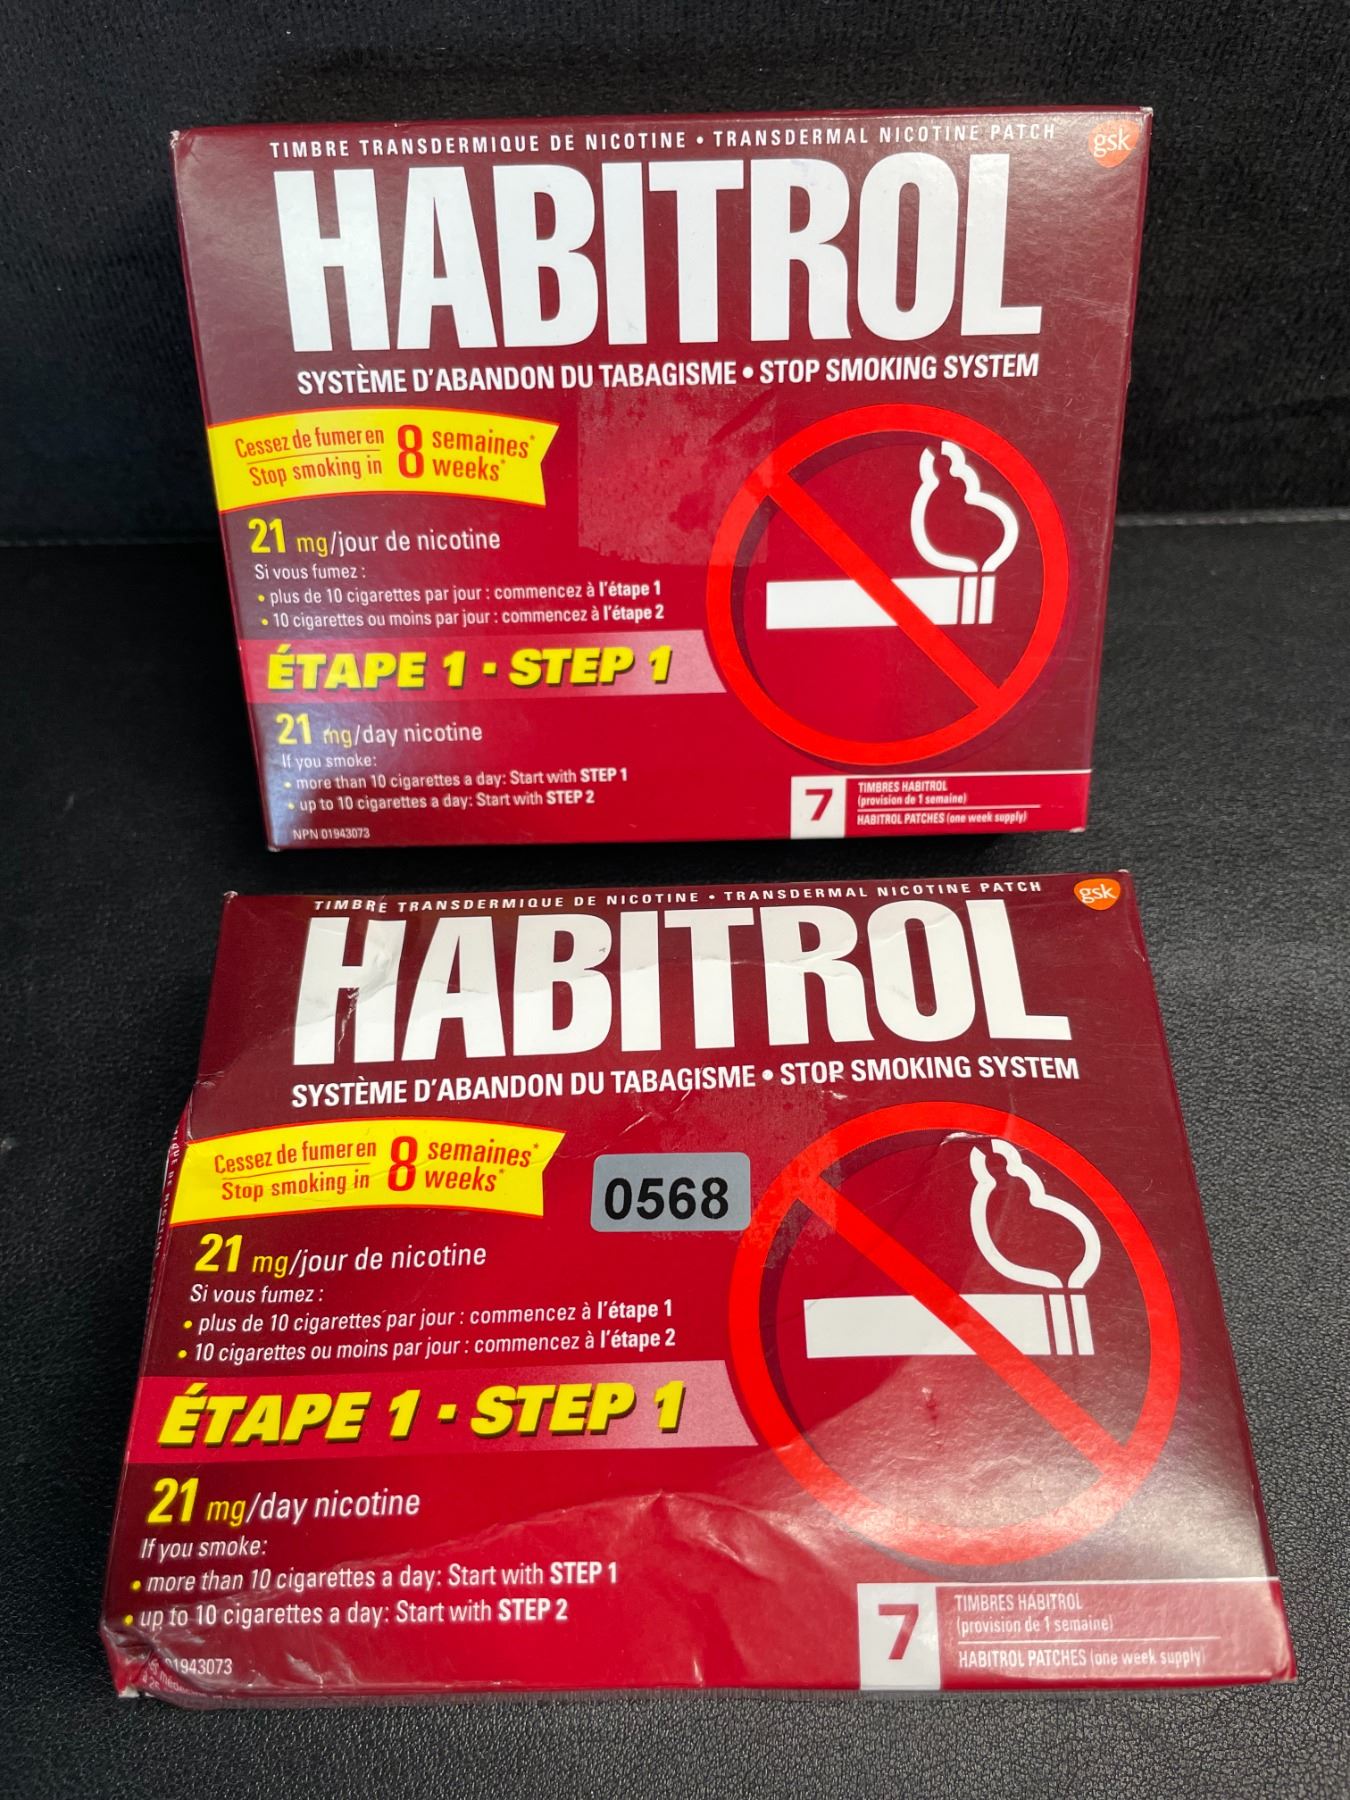 TIMBRE TRANSDERMIQUE DE NICOTINE • TRANSDERMAL NICOTINE PATCH
gsk
HABITROL
SYSTÈME D'ABANDON DU TABAGISME • STOP SMOKING SYSTEM
Cessez de fumer en 8 semaines*
Stop smoking in 8 weeks*
21 mg/jour de nicotine
Si vous fumez :
• plus de 10 cigarettes par jour : commencez à l'étape 1
• 10 cigarettes ou moins par jour : commencez à l'étape 2
ÉTAPE 1 • STEP 1
21 mg/day nicotine
If you smoke:
• more than 10 cigarettes a day: Start with STEP 1
• up to 10 cigarettes a day: Start with STEP 2
NPN 01943073
7
TIMBRES HABITROL
(provision de 1 semaine)
HABITROL PATCHES (one week supply)
TIMBRE TRANSDERMIQUE DE NICOTINE • TRANSDERMAL NICOTINE PATCH
gsk
HABITROL
SYSTÈME D'ABANDON DU TABAGISME • STOP SMOKING SYSTEM
Cessez de fumer en 8 semaines*
Stop smoking in 8 weeks*
0568
21 mg/jour de nicotine
Si vous fumez :
• plus de 10 cigarettes par jour : commencez à l'étape 1
• 10 cigarettes ou moins par jour : commencez à l'étape 2
ÉTAPE 1 • STEP 1
21 mg/day nicotine
If you smoke:
• more than 10 cigarettes a day: Start with STEP 1
• up to 10 cigarettes a day: Start with STEP 2
1943073
7
TIMBRES HABITROL
(provision de 1 semaine)
HABITROL PATCHES (one week supply)